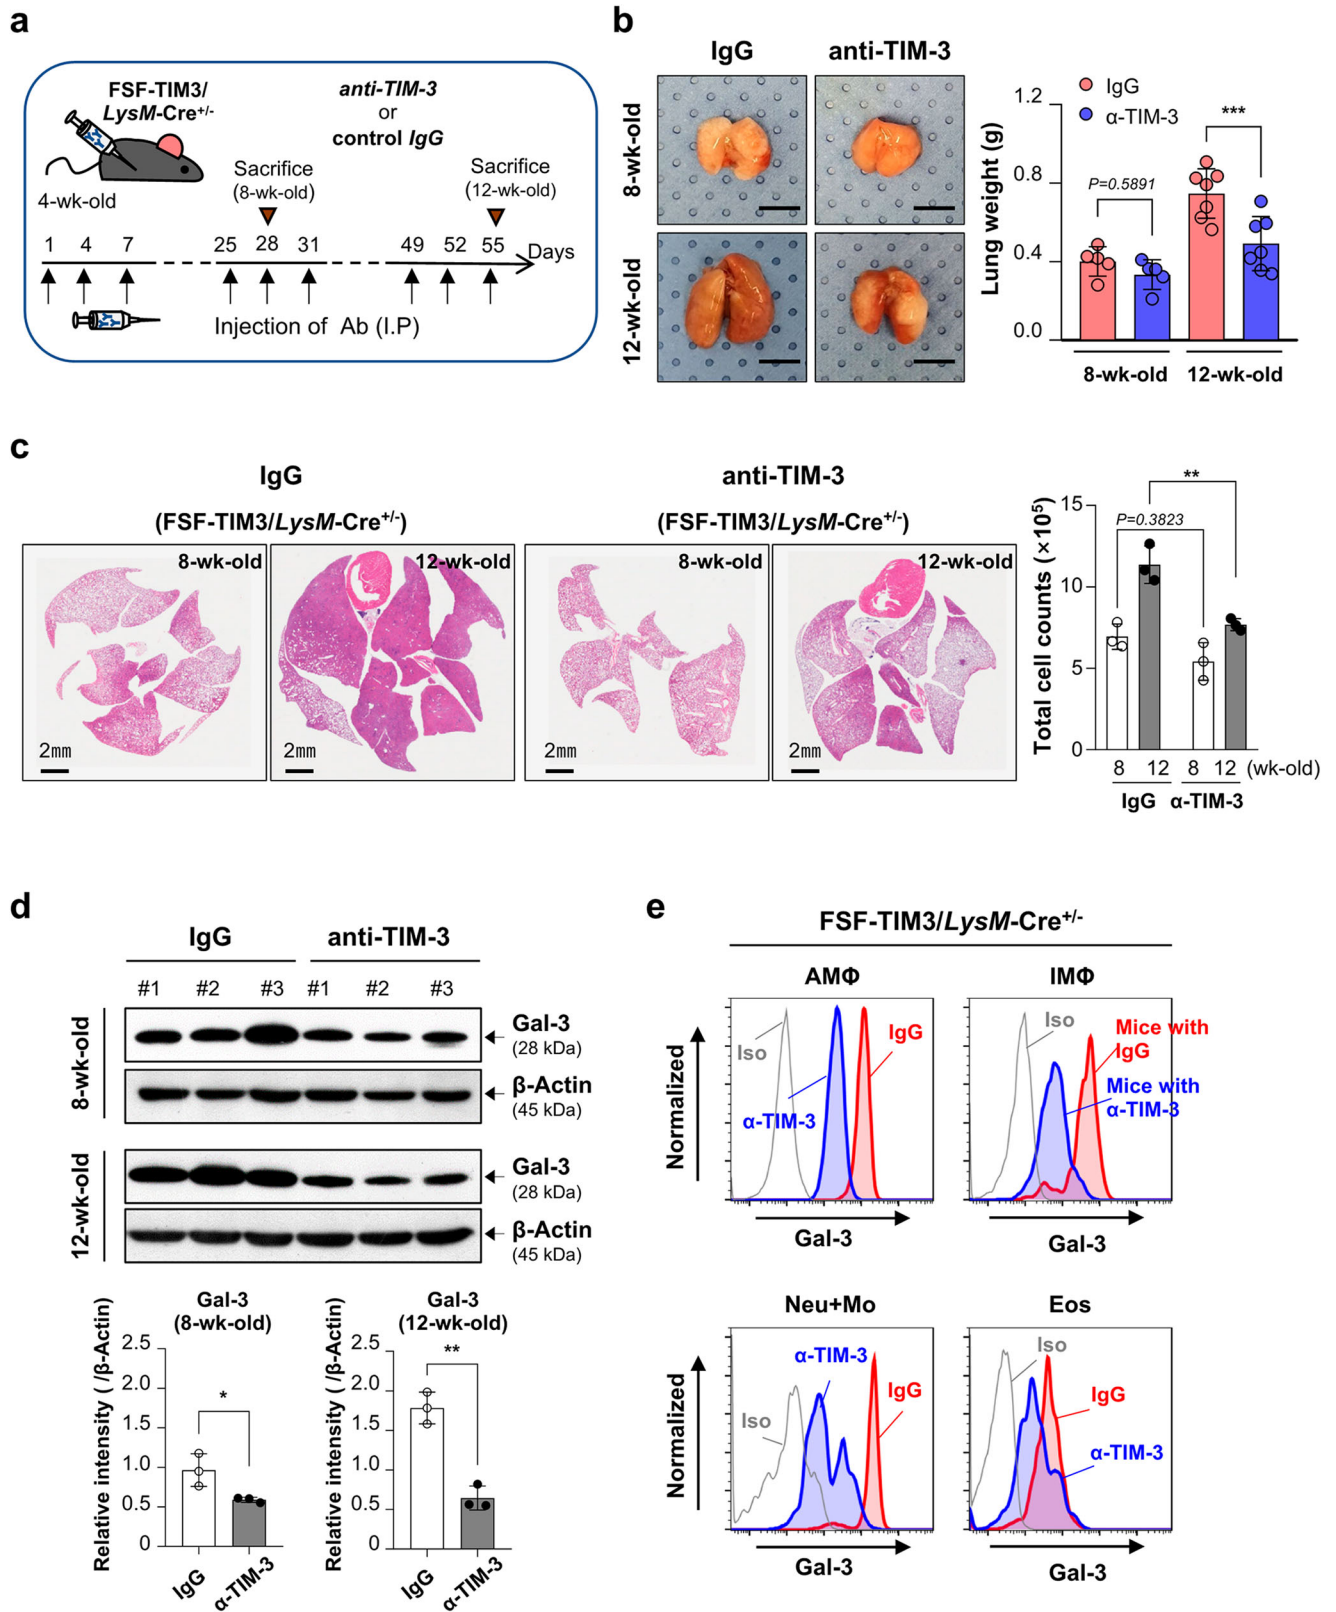 a
FSF-TIM3/
LysM-Cre+/-
anti-TIM-3
or
control IgG
4-wk-old
Sacrifice
(8-wk-old)
Sacrifice
(12-wk-old)
1 4 7 25 28 31 49 52 55 Days
Injection of Ab (I.P)
b
IgG anti-TIM-3
8-wk-old
12-wk-old
IgG
α-TIM-3
Lung weight (g)
1.2
0.8
0.4
0.0
P=0.5891
***
8-wk-old 12-wk-old
c
IgG
(FSF-TIM3/LysM-Cre+/-)
anti-TIM-3
(FSF-TIM3/LysM-Cre+/-)
8-wk-old
2mm
12-wk-old
2mm
8-wk-old
2mm
12-wk-old
2mm
Total cell counts (×10⁵)
15
10
5
0
P=0.3823
**
8 12 8 12 (wk-old)
IgG α-TIM-3
d
IgG anti-TIM-3
#1 #2 #3 #1 #2 #3
8-wk-old
Gal-3
(28 kDa)
β-Actin
(45 kDa)
12-wk-old
Gal-3
(28 kDa)
β-Actin
(45 kDa)
Gal-3
(8-wk-old)
Relative intensity ( /β-Actin)
2.5
2.0
1.5
1.0
0.5
0
*
IgG
α-TIM-3
Gal-3
(12-wk-old)
Relative intensity ( /β-Actin)
2.5
2.0
1.5
1.0
0.5
0
**
IgG
α-TIM-3
e
FSF-TIM3/LysM-Cre+/-
AMΦ
Normalized
Iso
IgG
α-TIM-3
Gal-3
IMΦ
Iso
Mice with
IgG
Mice with
α-TIM-3
Gal-3
Neu+Mo
Normalized
α-TIM-3
Iso
IgG
Gal-3
Eos
Iso
IgG
α-TIM-3
Gal-3